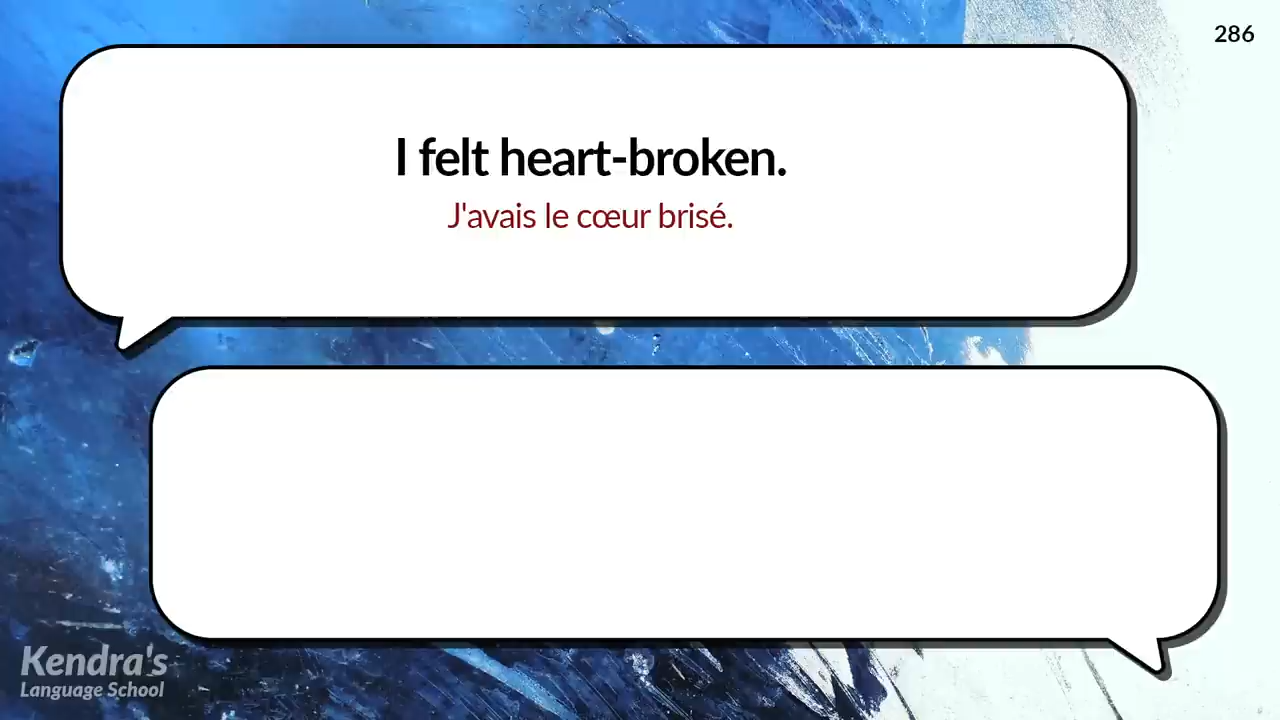 286
I felt heart-broken.
J'avais le cœur brisé.
Kendra's
Language School